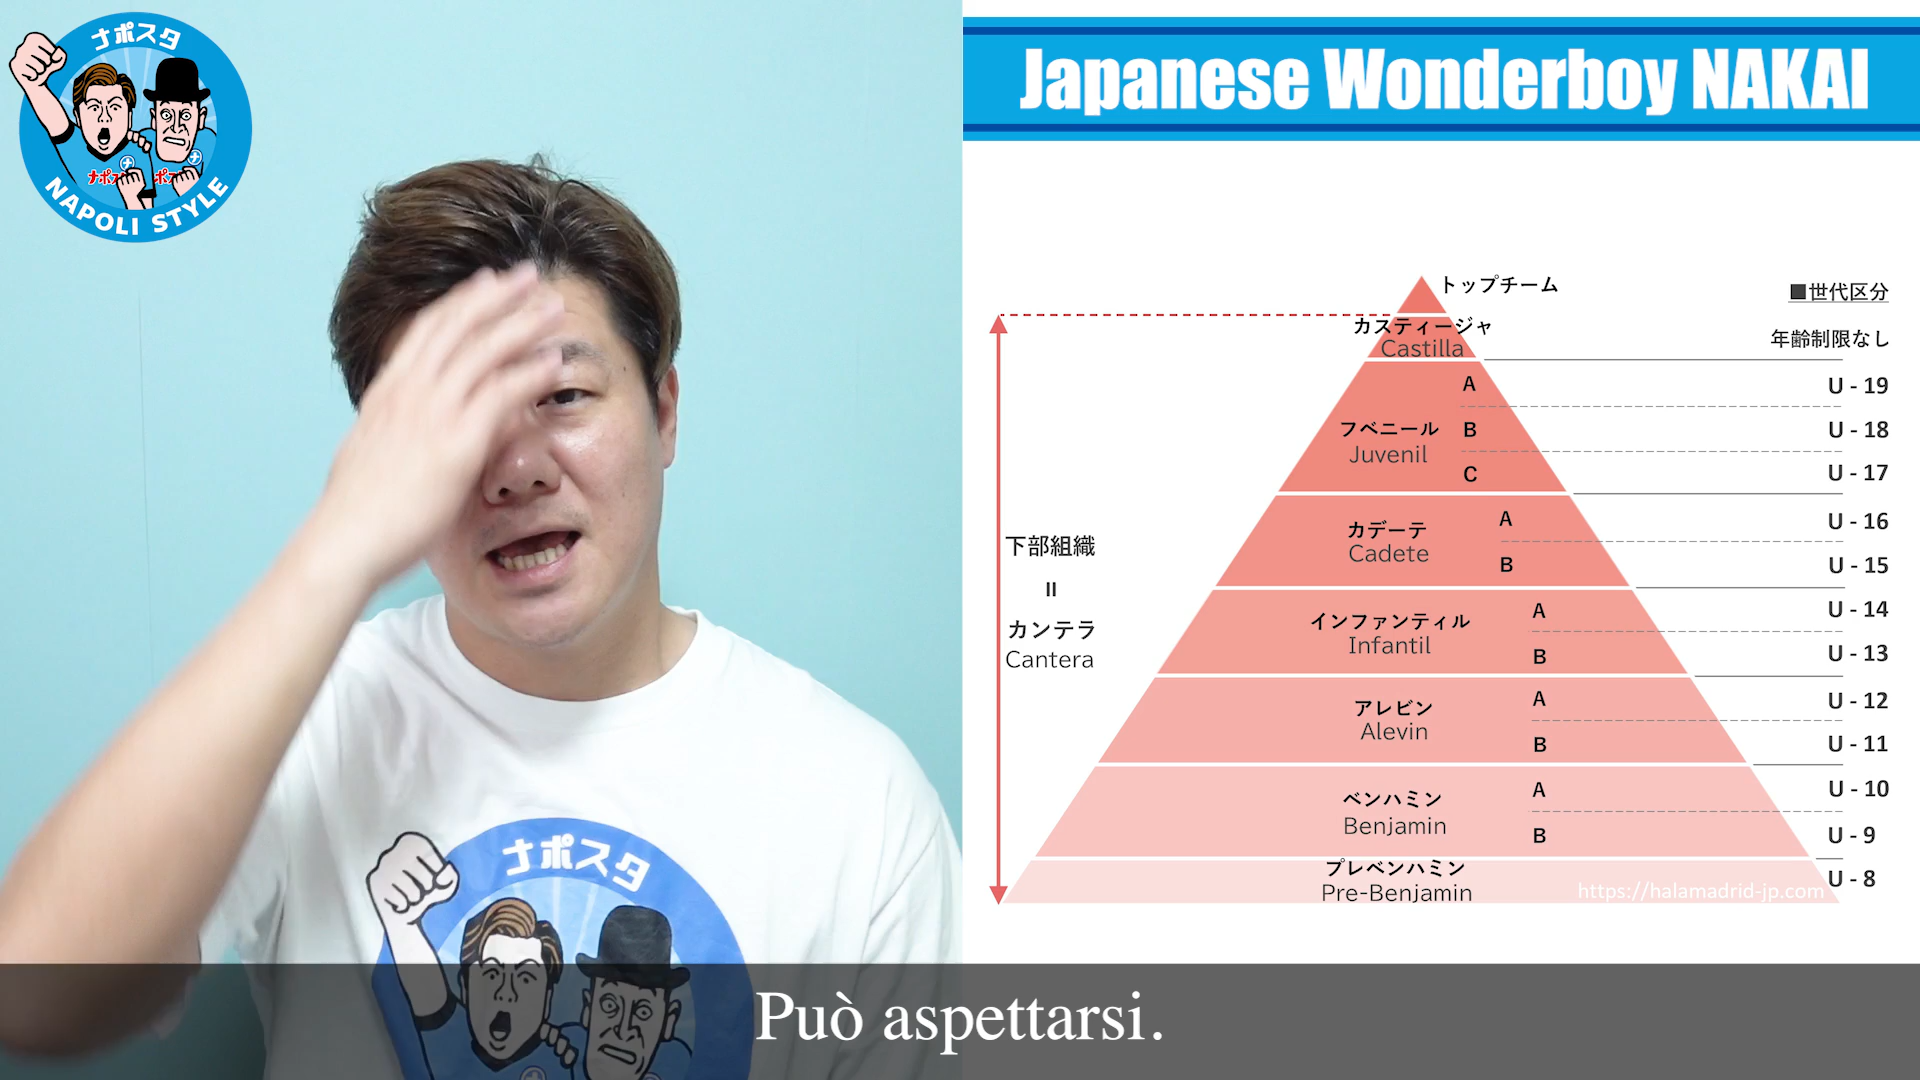 ナポスタ
ナポス ポス
NAPOLI STYLE
Japanese Wonderboy NAKAI
トップチーム
■世代区分
カスティージャ
Castilla
年齢制限なし
A
U - 19
フベニール
Juvenil
B
U - 18
C
U - 17
カデーテ
Cadete
A
U - 16
B
U - 15
下部組織
=
カンテラ
Cantera
インファンティル
Infantil
A
U - 14
B
U - 13
アレビン
Alevin
A
U - 12
B
U - 11
ベンハミン
Benjamin
A
U - 10
B
U - 9
プレベンハミン
Pre-Benjamin
https://halamadrid-jp.com
U - 8
ナポスタ
Può aspettarsi.